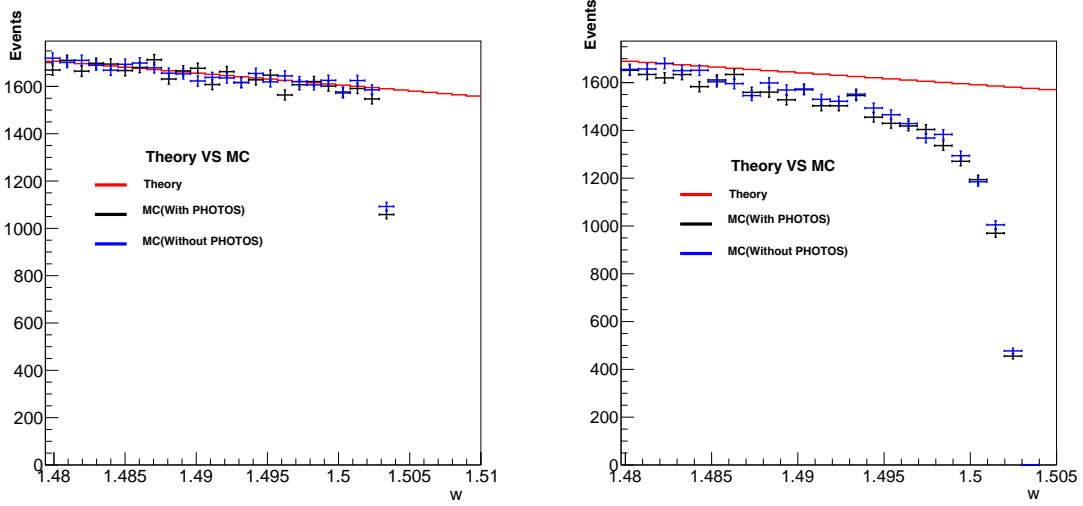 Events
1600
1400
1200
1000
800
600
400
200
0
Theory VS MC
Theory
MC(With PHOTOS)
MC(Without PHOTOS)
1.48 1.485 1.49 1.495 1.5 1.505 1.51
w
Events
1600
1400
1200
1000
800
600
400
200
0
Theory VS MC
Theory
MC(With PHOTOS)
MC(Without PHOTOS)
1.48 1.485 1.49 1.495 1.5 1.505
w